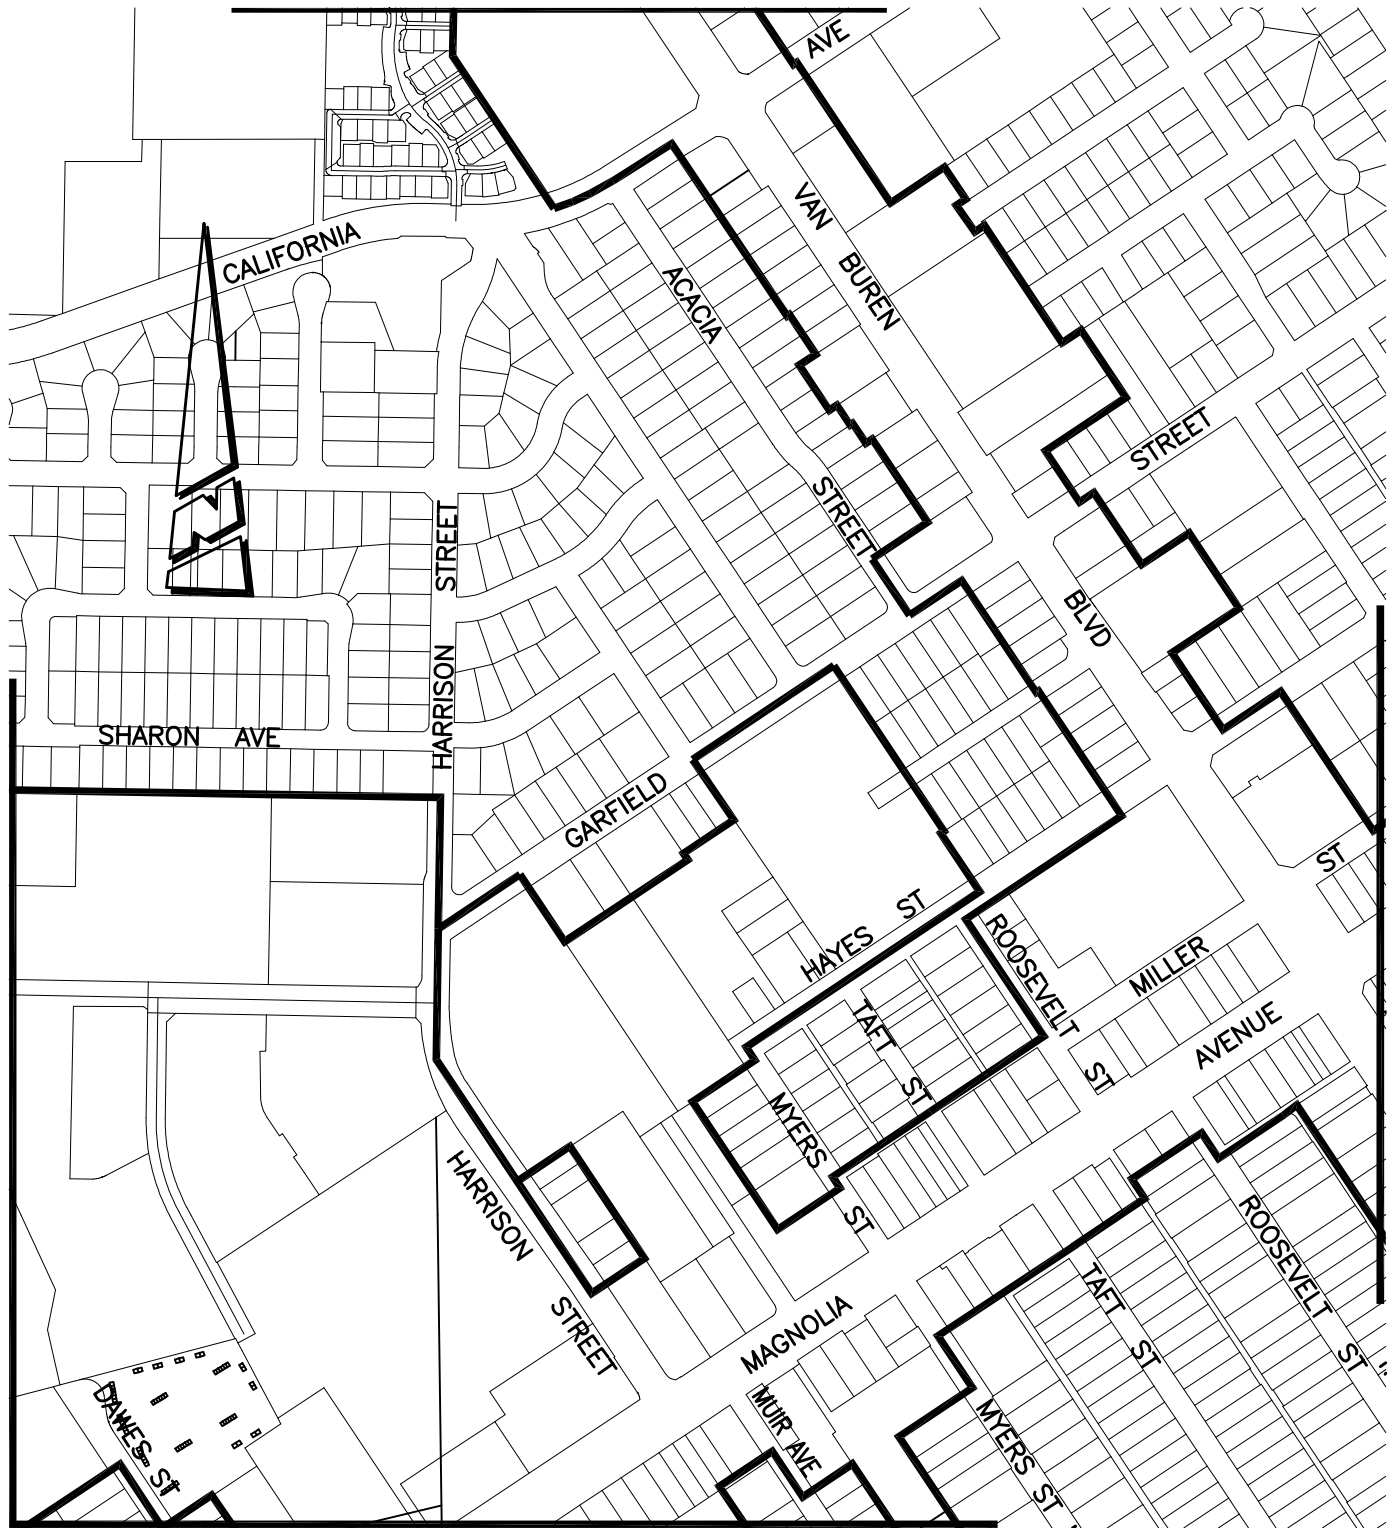 AVE
CALIFORNIA
VAN BUREN
ACACIA
STREET
STREET
STREET
BLVD
HARRISON STREET
SHARON AVE
GARFIELD
ST
HAYES ST
ROOSEVELT
MILLER
ST
AVENUE
TAFT
ST
MYERS
ST
HARRISON
STREET
ROOSEVELT
ST
TAFT
ST
MAGNOLIA
MUIR AVE
MYERS ST
DAWES ST